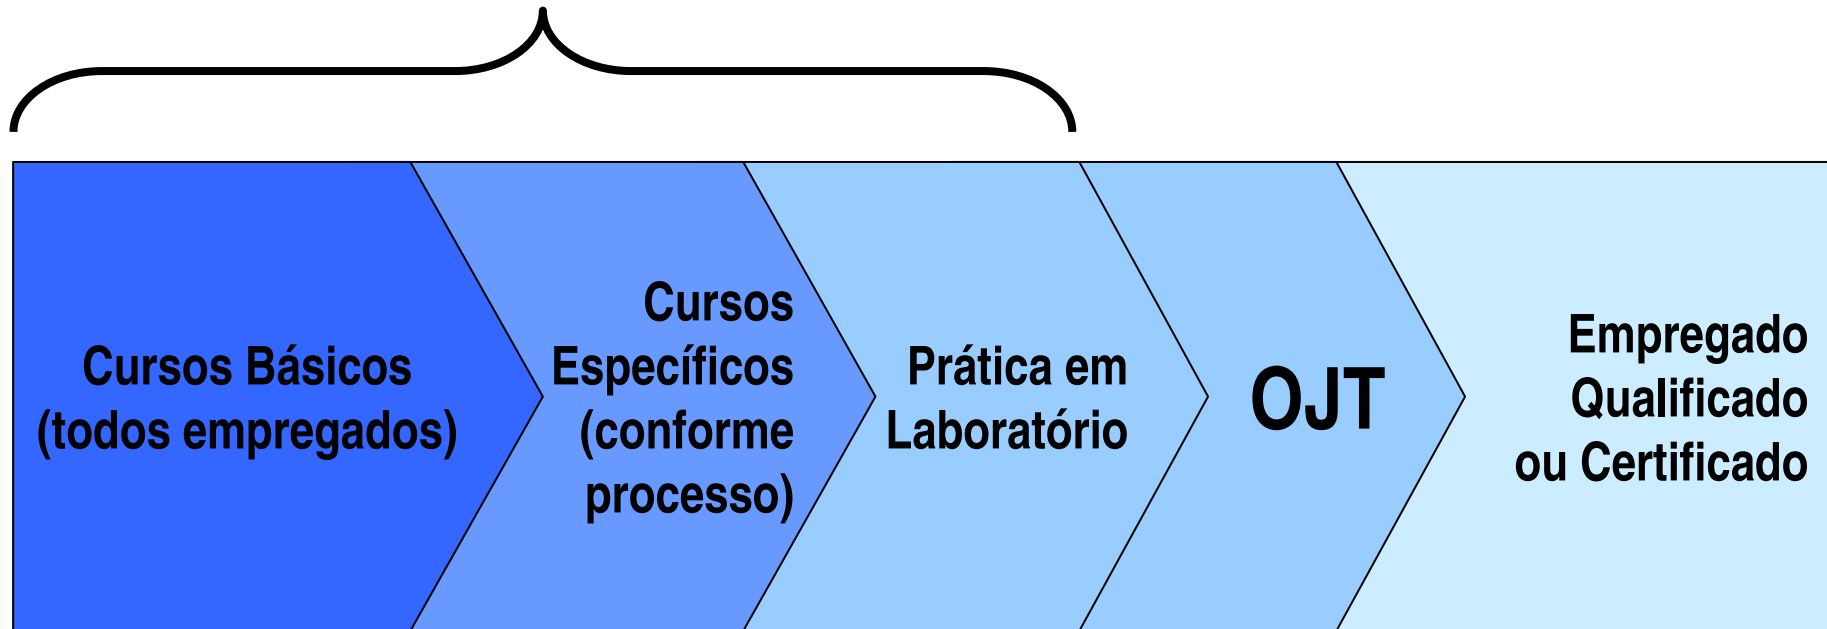 Cursos Básicos
(todos empregados)
Cursos
Específicos
(conforme
processo)
Prática em
Laboratório
OJT
Empregado
Qualificado
ou Certificado